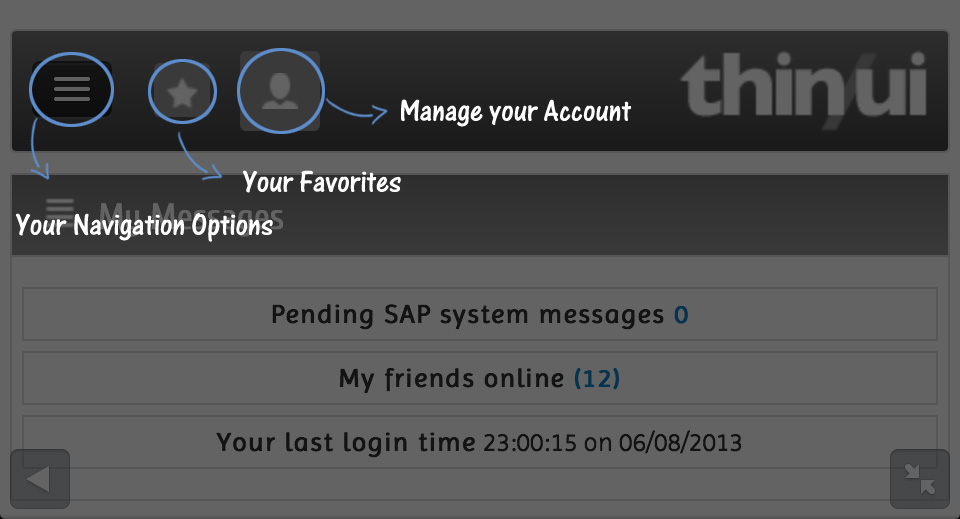 thinyui
Manage your Account
Your Favorites
My Messages
Your Navigation Options
Pending SAP system messages 0
My friends online (12)
Your last login time 23:00:15 on 06/08/2013